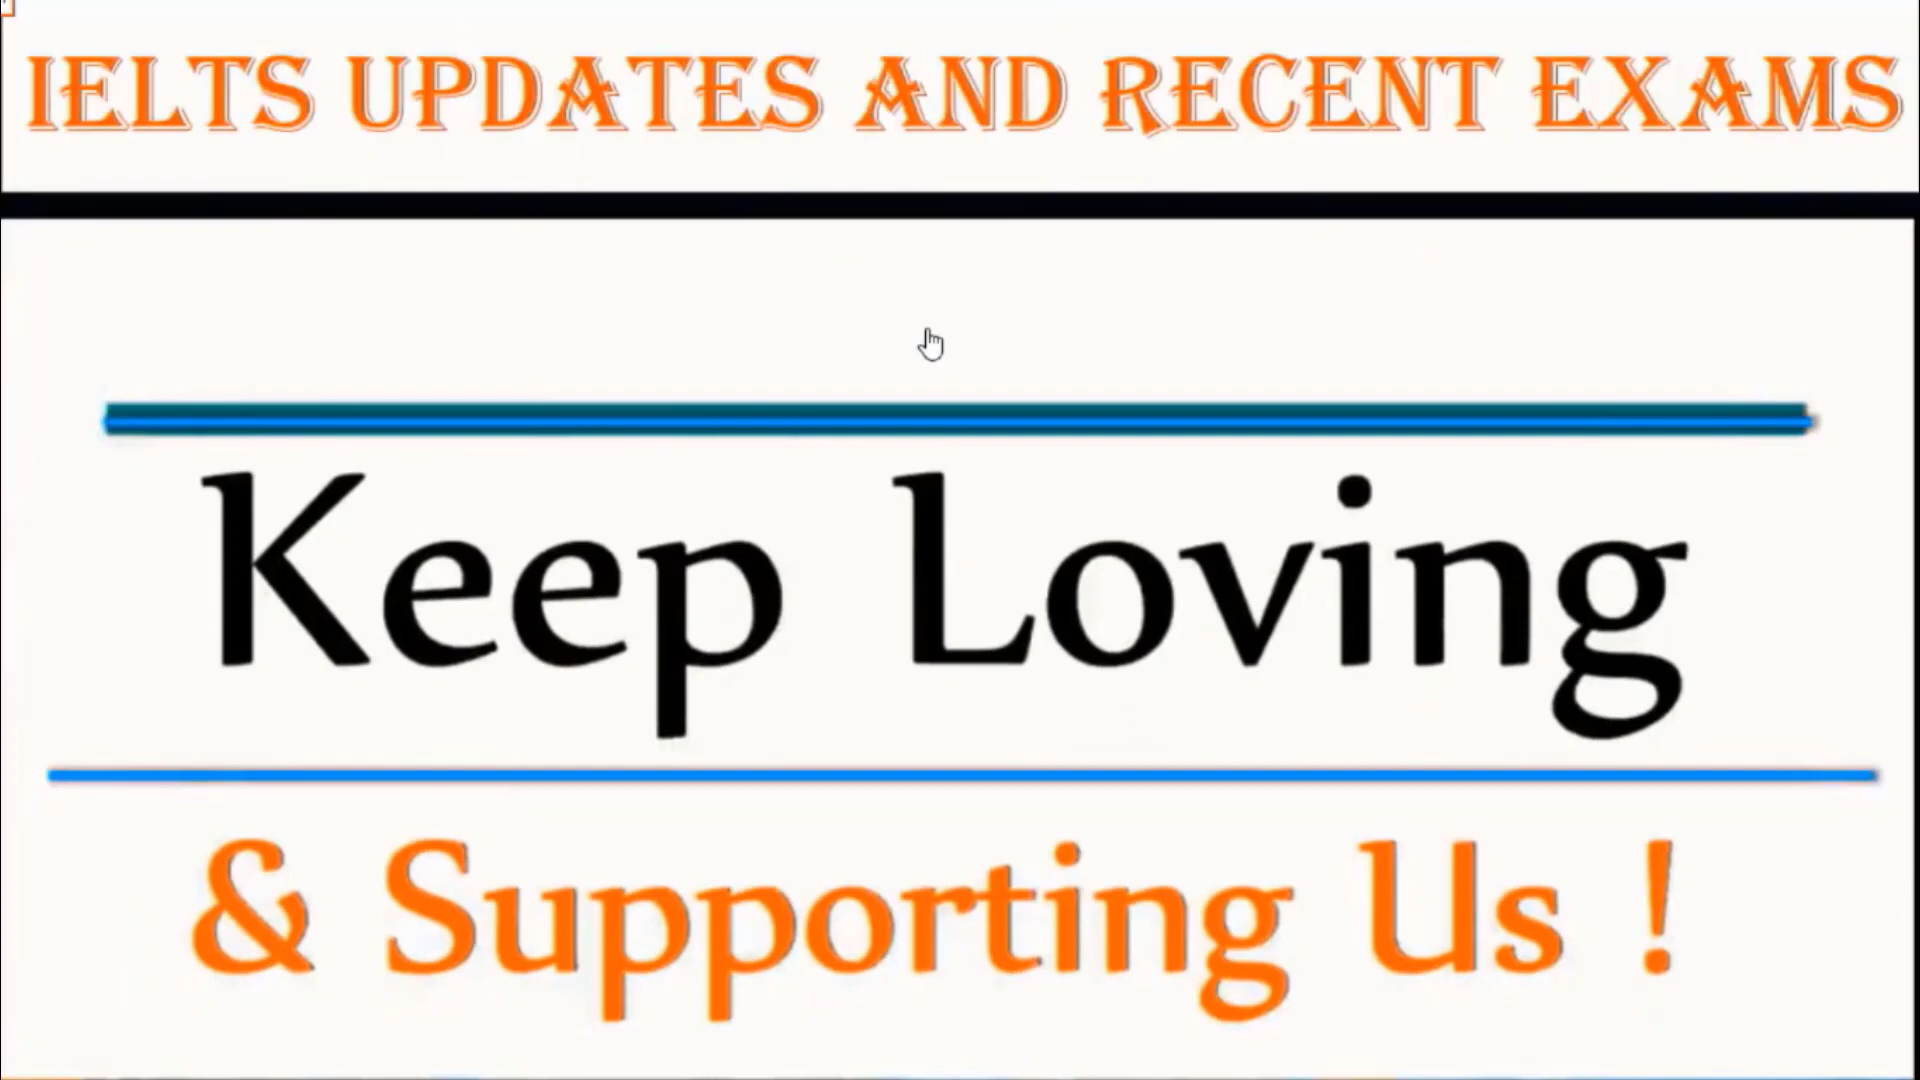 IELTS UPDATES AND RECENT EXAMS
Keep Loving
& Supporting Us !